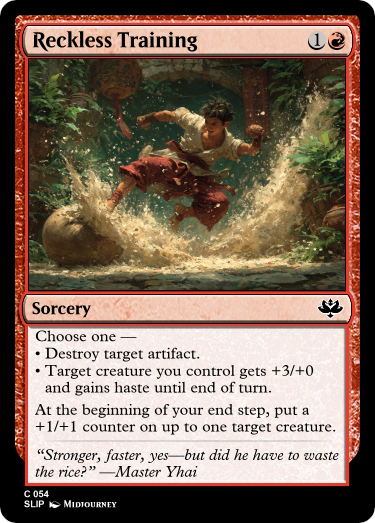 Reckless Training 1
Sorcery
Choose one —
• Destroy target artifact.
• Target creature you control gets +3/+0
and gains haste until end of turn.
At the beginning of your end step, put a
+1/+1 counter on up to one target creature.
“Stronger, faster, yes—but did he have to waste
the rice?” —Master Yhai
C 054
SLIP Midjourney